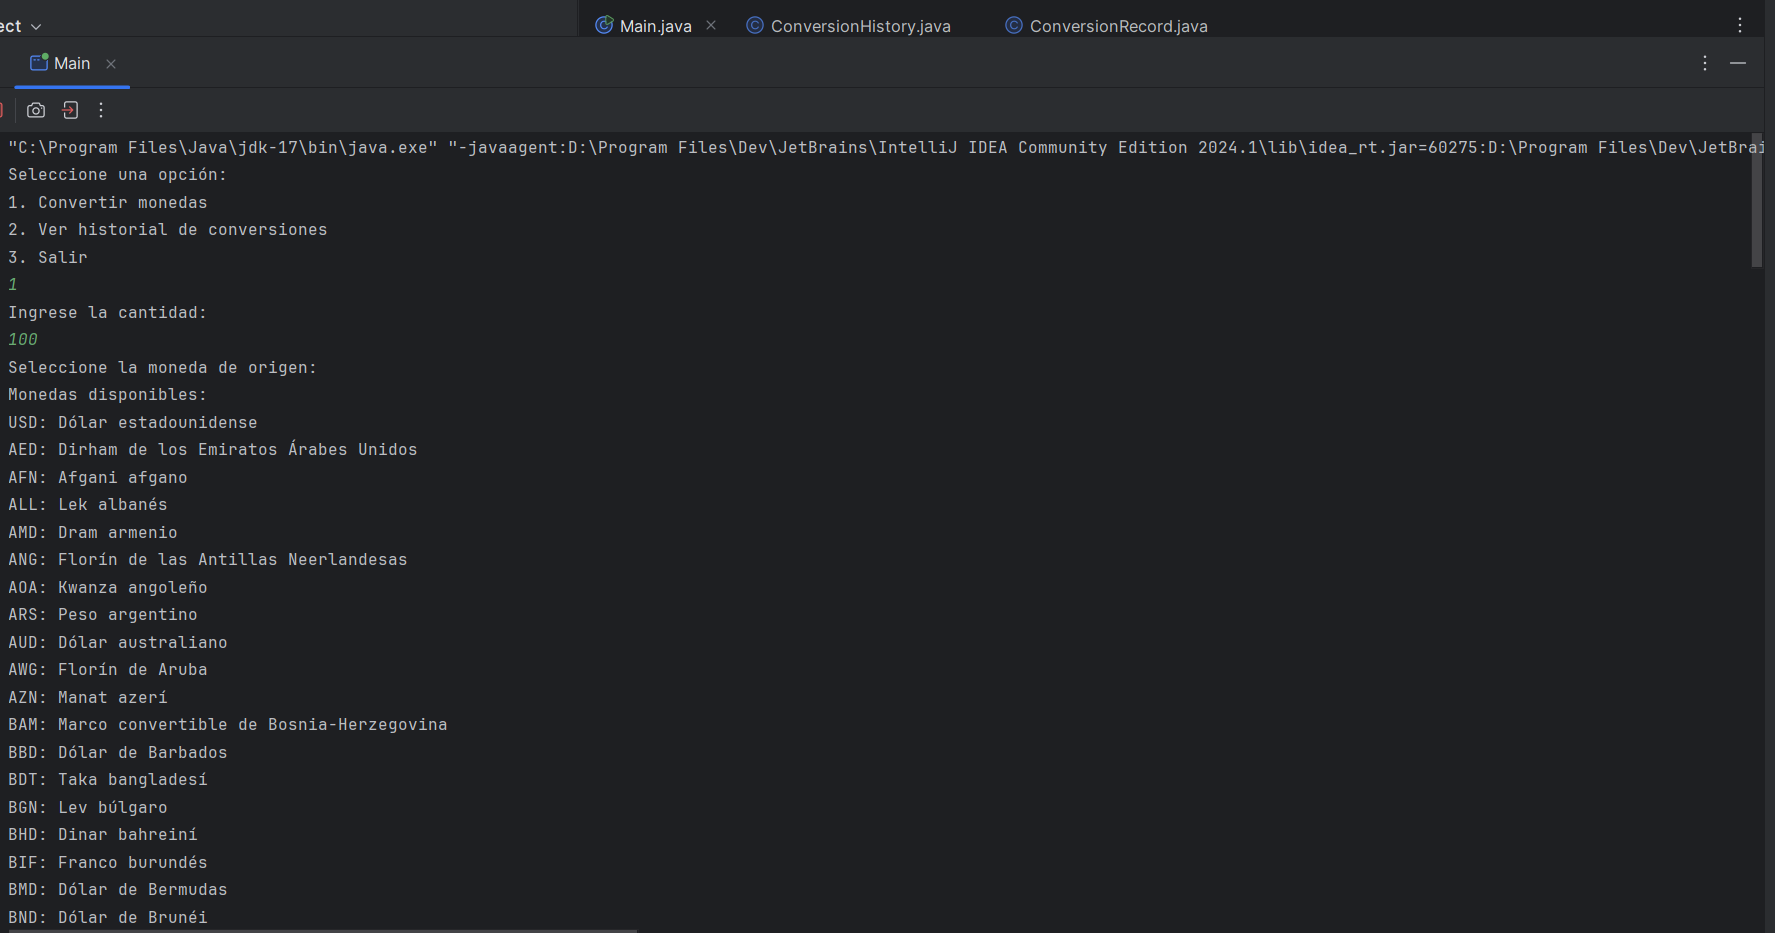 ect
Main.java
ConversionHistory.java
ConversionRecord.java
Main
"C:\Program Files\Java\jdk-17\bin\java.exe" "-javaagent:D:\Program Files\Dev\JetBrains\IntelliJ IDEA Community Edition 2024.1\lib\idea_rt.jar=60275:D:\Program Files\Dev\JetBrai
Seleccione una opción:
1. Convertir monedas
2. Ver historial de conversiones
3. Salir
1
Ingrese la cantidad:
100
Seleccione la moneda de origen:
Monedas disponibles:
USD: Dólar estadounidense
AED: Dirham de los Emiratos Árabes Unidos
AFN: Afgani afgano
ALL: Lek albanés
AMD: Dram armenio
ANG: Florín de las Antillas Neerlandesas
AOA: Kwanza angoleño
ARS: Peso argentino
AUD: Dólar australiano
AWG: Florín de Aruba
AZN: Manat azerí
BAM: Marco convertible de Bosnia-Herzegovina
BBD: Dólar de Barbados
BDT: Taka bangladesí
BGN: Lev búlgaro
BHD: Dinar bahreiní
BIF: Franco burundés
BMD: Dólar de Bermudas
BND: Dólar de Brunéi